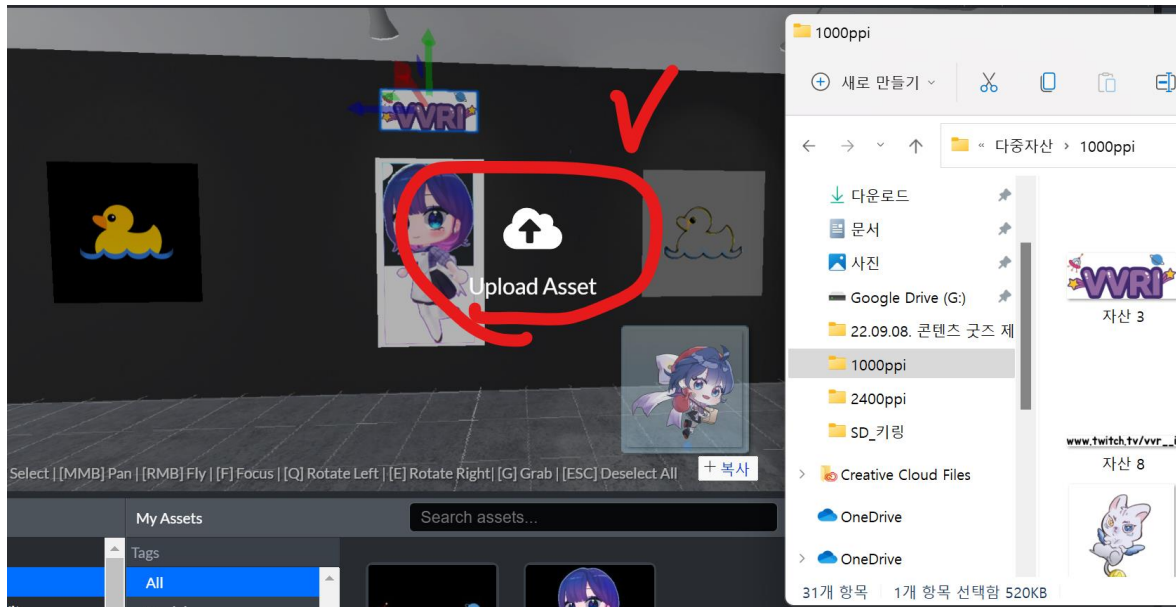 VVRI
Upload Asset
Select | [MMB] Pan | [RMB] Fly | [F] Focus | [Q] Rotate Left | [E] Rotate Right| [G] Grab | [ESC] Deselect All
+ 복사
My Assets
Search assets...
Tags
All
1000ppi
새로 만들기
« 다중자산 › 1000ppi
다운로드
문서
사진
Google Drive (G:)
22.09.08. 콘텐츠 굿즈 제
1000ppi
2400ppi
SD_키링
Creative Cloud Files
OneDrive
OneDrive
VVRI
자산 3
www.twitch.tv/vvr__
자산 8
31개 항목
1개 항목 선택함 520KB